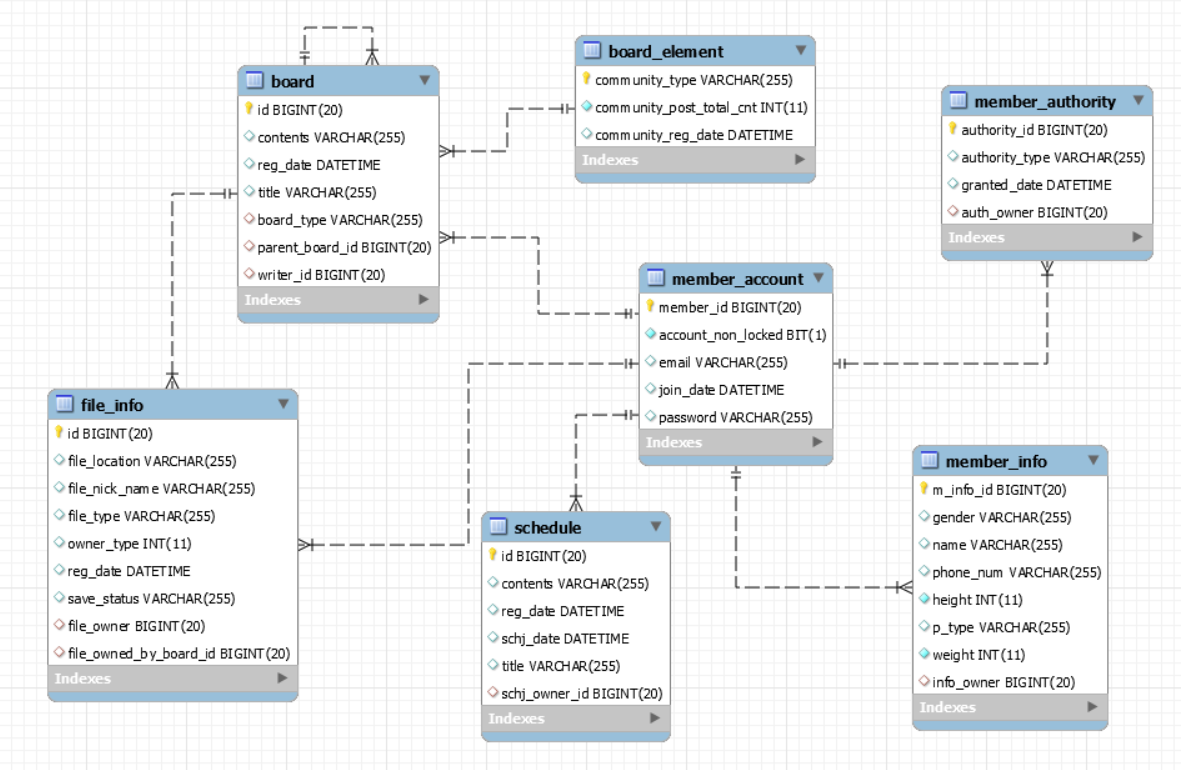 board
id BIGINT(20)
contents VARCHAR(255)
reg_date DATETIME
title VARCHAR(255)
board_type VARCHAR(255)
parent_board_id BIGINT(20)
writer_id BIGINT(20)
Indexes
board_element
community_type VARCHAR(255)
community_post_total_cnt INT(11)
community_reg_date DATETIME
Indexes
member_authority
authority_id BIGINT(20)
authority_type VARCHAR(255)
granted_date DATETIME
auth_owner BIGINT(20)
Indexes
member_account
member_id BIGINT(20)
account_non_locked BIT(1)
email VARCHAR(255)
join_date DATETIME
password VARCHAR(255)
Indexes
file_info
id BIGINT(20)
file_location VARCHAR(255)
file_nick_name VARCHAR(255)
file_type VARCHAR(255)
owner_type INT(11)
reg_date DATETIME
save_status VARCHAR(255)
file_owner BIGINT(20)
file_owned_by_board_id BIGINT(20)
Indexes
schedule
id BIGINT(20)
contents VARCHAR(255)
reg_date DATETIME
schj_date DATETIME
title VARCHAR(255)
schj_owner_id BIGINT(20)
Indexes
member_info
m_info_id BIGINT(20)
gender VARCHAR(255)
name VARCHAR(255)
phone_num VARCHAR(255)
height INT(11)
p_type VARCHAR(255)
weight INT(11)
info_owner BIGINT(20)
Indexes